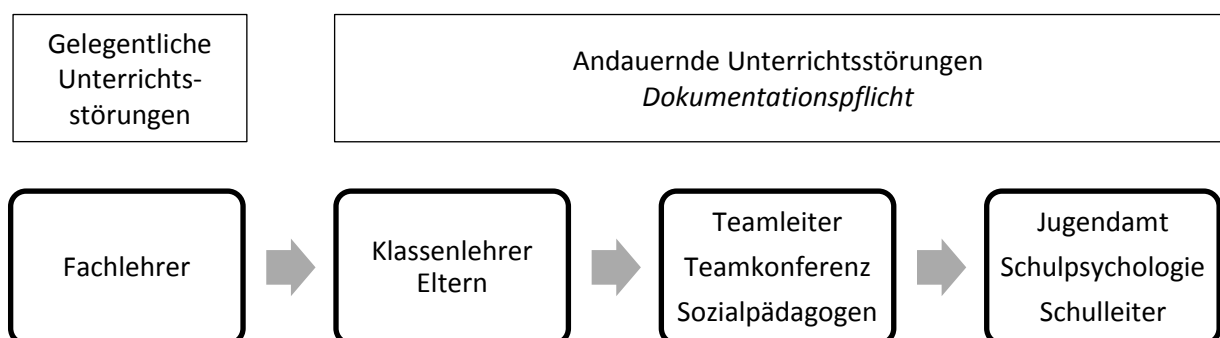 Gelegentliche
Unterrichts-
störungen
Andauernde Unterrichtsstörungen
Dokumentationspflicht
Fachlehrer
Klassenlehrer
Eltern
Teamleiter
Teamkonferenz
Sozialpädagogen
Jugendamt
Schulpsychologie
Schulleiter